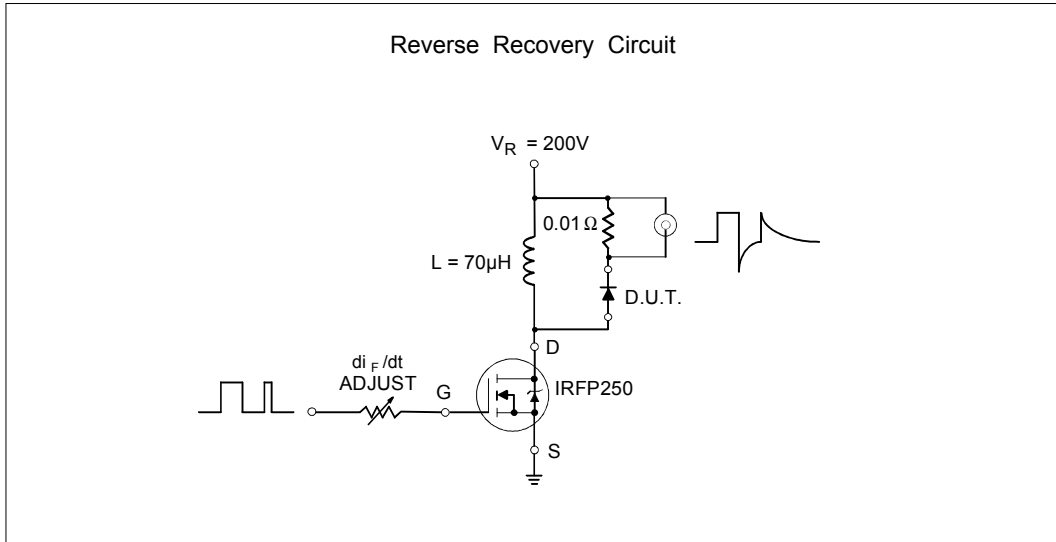 Reverse Recovery Circuit
V_R = 200V
0.01 Ω
L = 70µH
D.U.T.
D
di_F/dt
ADJUST
G
IRFP250
S